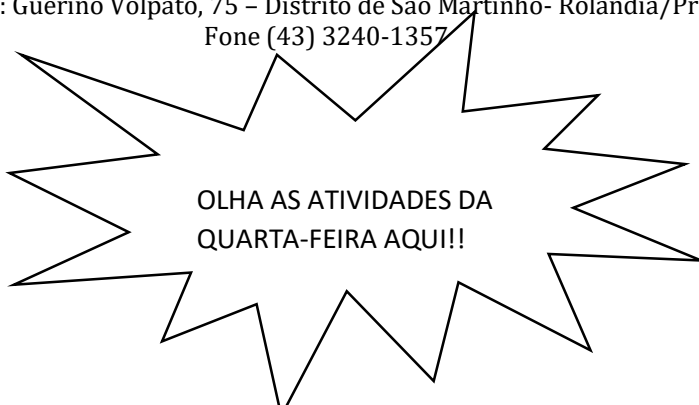 : Guerino Volpato, 75 – Distrito de São Martinho- Rolândia/Pr
Fone (43) 3240-1357
OLHA AS ATIVIDADES DA
QUARTA-FEIRA AQUI!!